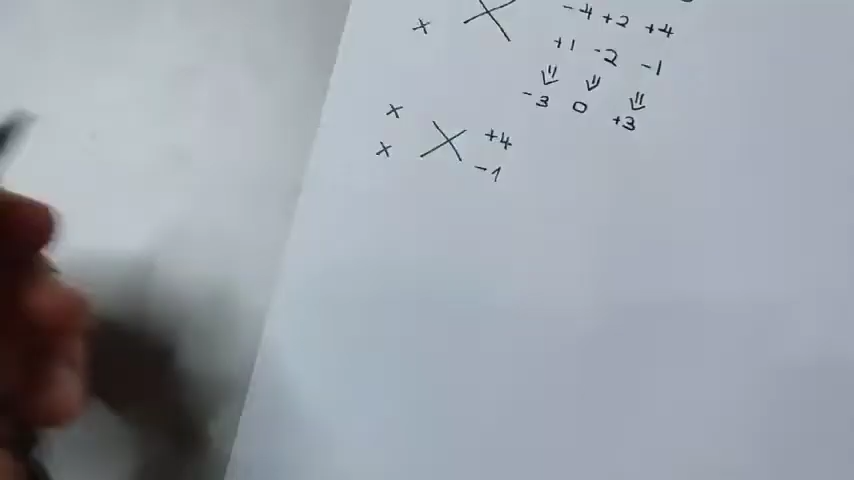 -4 +2 +4
x
+1 -2 -1
⇓ ⇓ ⇓
-3 0 +3
x +4
x -1